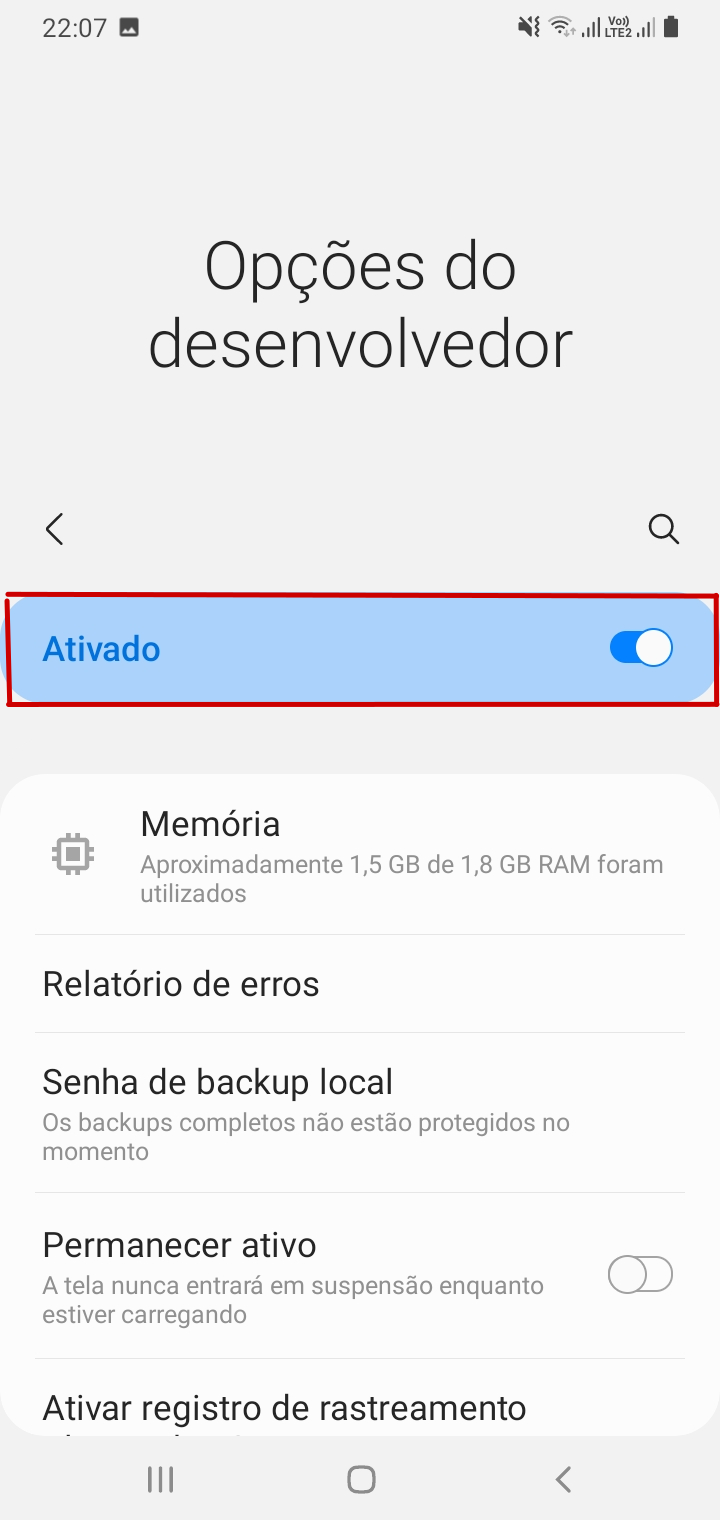 22:07
Vo))
LTE2
Opções do
desenvolvedor
Ativado
Memória
Aproximadamente 1,5 GB de 1,8 GB RAM foram
utilizados
Relatório de erros
Senha de backup local
Os backups completos não estão protegidos no
momento
Permanecer ativo
A tela nunca entrará em suspensão enquanto
estiver carregando
Ativar registro de rastreamento